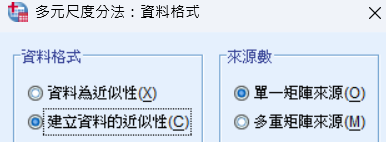 多元尺度分法：資料格式
資料格式
資料為近似性(X)
建立資料的近似性(C)
來源數
單一矩陣來源(O)
多重矩陣來源(M)